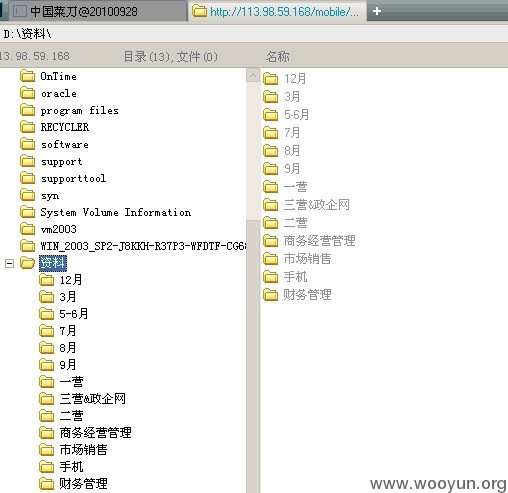 中国菜刀@20100928
http://113.98.59.168/mobile/...
D:\资料\
13.98.59.168 目录(13),文件(0) 名称
OnTime
oracle
program files
RECYCLER
software
support
supporttool
syn
System Volume Information
vm2003
WIN_2003_SP2-J8KKH-R37P3-WFDTF-CG68
资料
12月
3月
5-6月
7月
8月
9月
一营
三营&政企网
二营
商务经营管理
市场销售
手机
财务管理
12月
3月
5-6月
7月
8月
9月
一营
三营&政企网
二营
商务经营管理
市场销售
手机
财务管理
www.wooyun.org